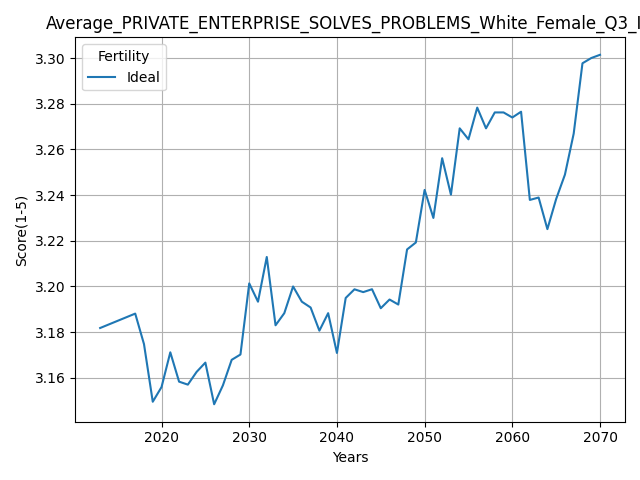 Average_PRIVATE_ENTERPRISE_SOLVES_PROBLEMS_White_Female_Q3_I
Fertility
Ideal
3.30
3.28
3.26
3.24
3.22
3.20
3.18
3.16
Score(1-5)
2020 2030 2040 2050 2060 2070
Years